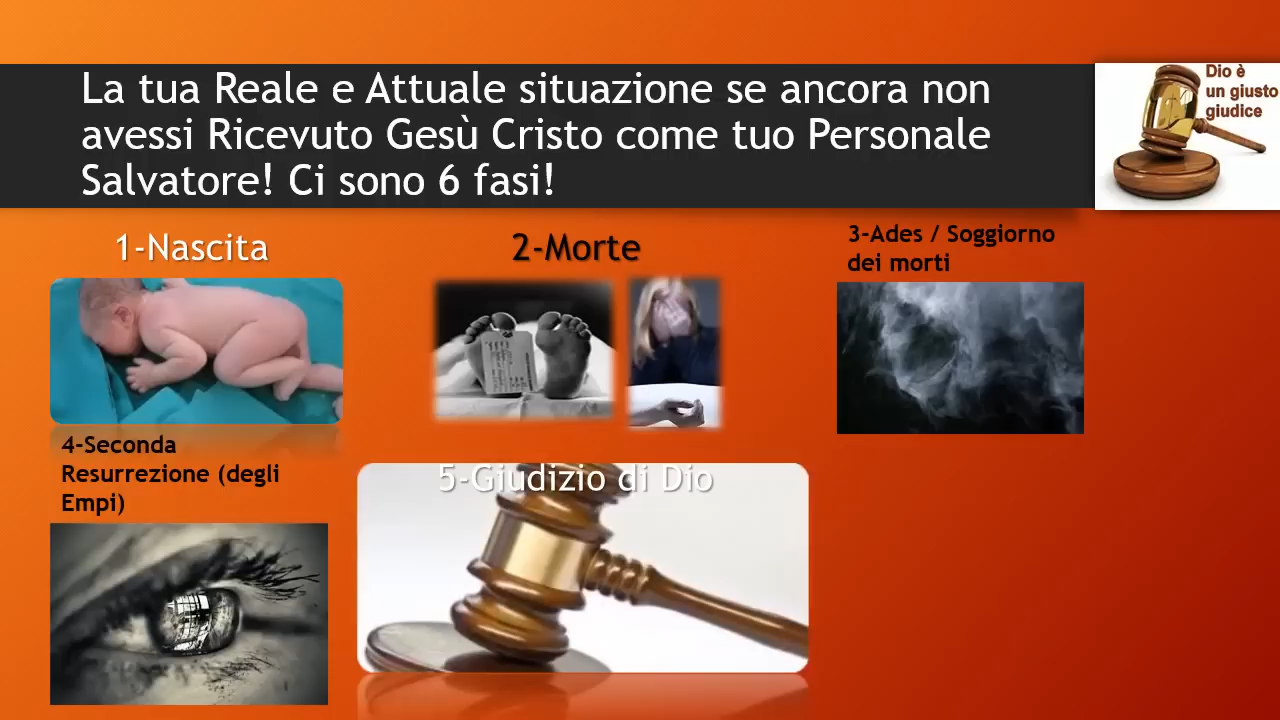 La tua Reale e Attuale situazione se ancora non
avessi Ricevuto Gesù Cristo come tuo Personale
Salvatore! Ci sono 6 fasi!
Dio è
un giusto
giudice
1-Nascita
2-Morte
3-Ades / Soggiorno
dei morti
4-Seconda
Resurrezione (degli
Empi)
5-Giudizio di Dio